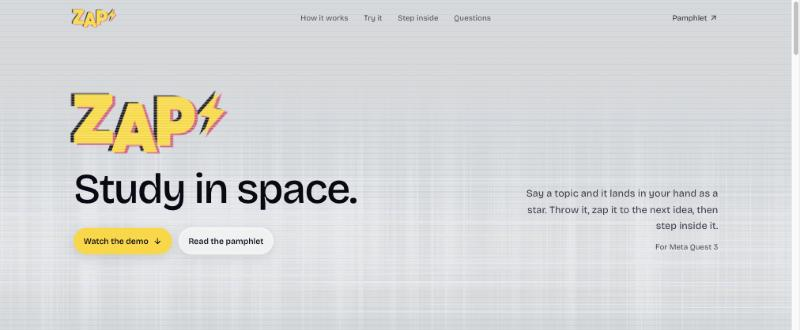 ZAP
How it works
Try it
Step inside
Questions
Pamphlet ↗
ZAP
Study in space.
Watch the demo ↓
Read the pamphlet
Say a topic and it lands in your hand as a
star. Throw it, zap it to the next idea, then
step inside it.
For Meta Quest 3